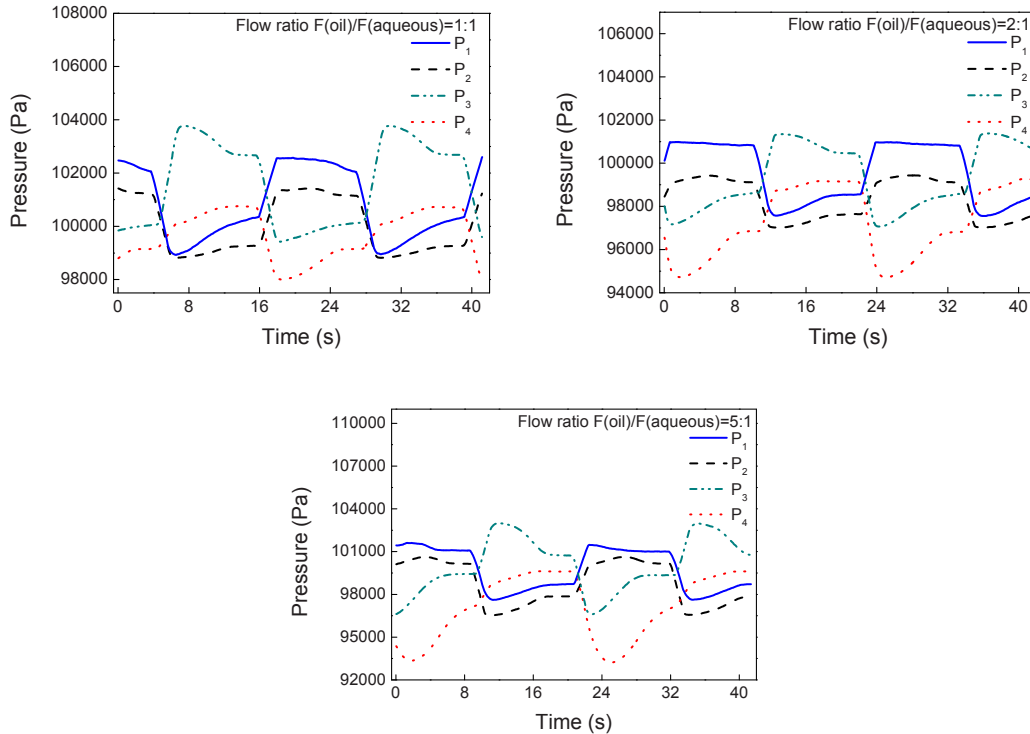 Flow ratio F(oil)/F(aqueous)=1:1
P1
P2
P3
P4
108000
106000
104000
102000
100000
98000
Pressure (Pa)
0 8 16 24 32 40
Time (s)
Flow ratio F(oil)/F(aqueous)=2:1
P1
P2
P3
P4
106000
104000
102000
100000
98000
96000
94000
Pressure (Pa)
0 8 16 24 32 40
Time (s)
Flow ratio F(oil)/F(aqueous)=5:1
P1
P2
P3
P4
110000
107000
104000
101000
98000
95000
92000
Pressure (Pa)
0 8 16 24 32 40
Time (s)